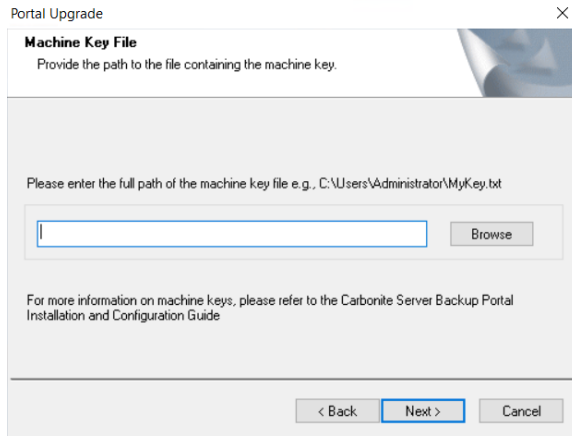 Portal Upgrade
Machine Key File
Provide the path to the file containing the machine key.
Please enter the full path of the machine key file e.g., C:\Users\Administrator\MyKey.txt
Browse
For more information on machine keys, please refer to the Carbonite Server Backup Portal
Installation and Configuration Guide
< Back
Next >
Cancel